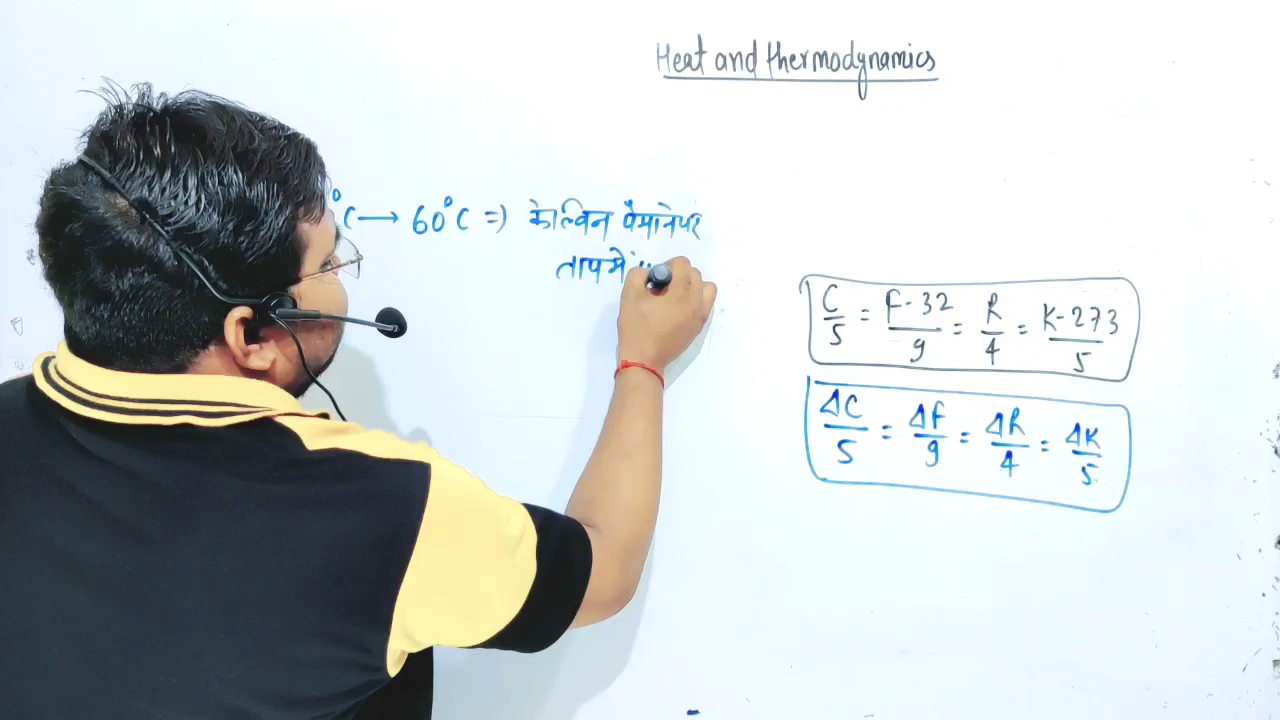 Heat and thermodynamics
°C → 60°C ⇒ केल्विन पैमाने पर
ताप में
C/5 = F-32/9 = R/4 = K-273/5
ΔC/5 = ΔF/9 = ΔR/4 = ΔK/5